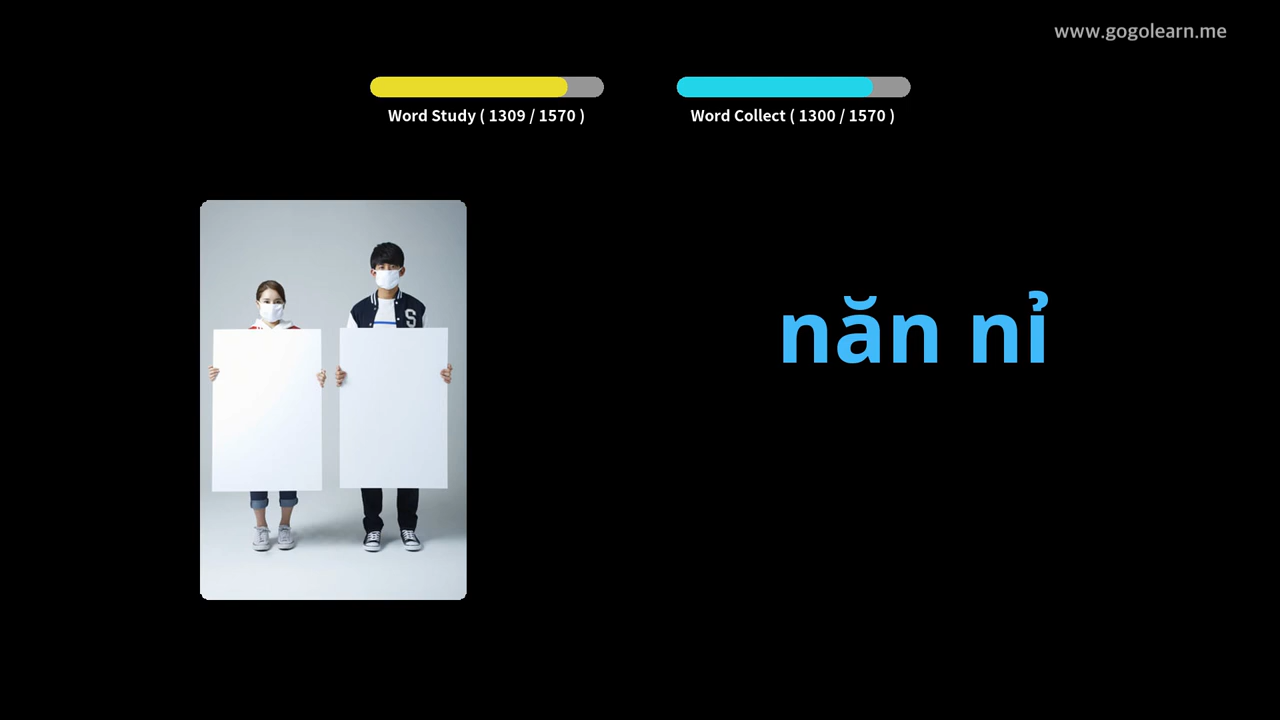 www.gogolearn.me
Word Study ( 1309 / 1570 )
Word Collect ( 1300 / 1570 )
S
năn nỉ